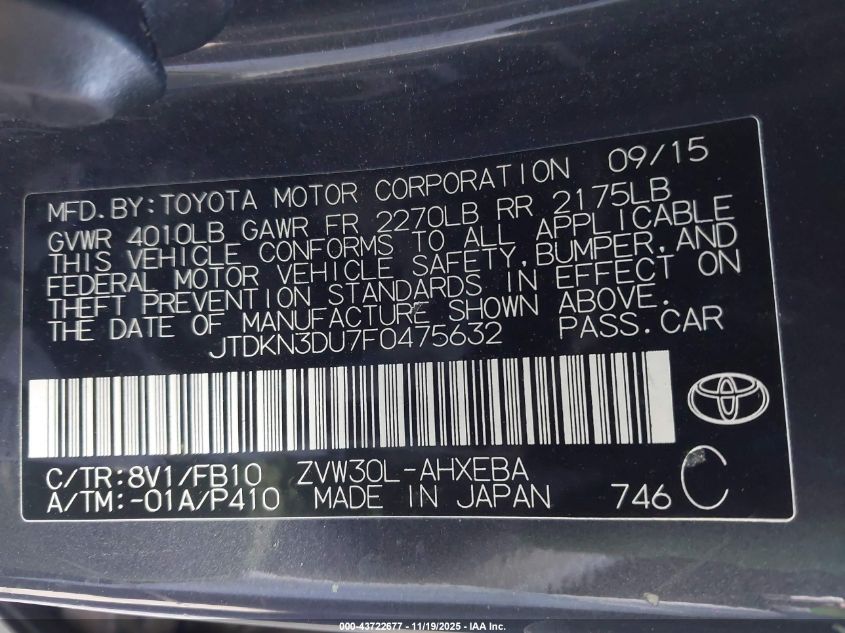 MFD. BY: TOYOTA MOTOR CORPORATION 09/15
GVWR 4010LB GAWR FR 2270LB RR 2175LB
THIS VEHICLE CONFORMS TO ALL APPLICABLE
FEDERAL MOTOR VEHICLE SAFETY, BUMPER, AND
THEFT PREVENTION STANDARDS IN EFFECT ON
THE DATE OF MANUFACTURE SHOWN ABOVE.
JTDKN3DU7F0475632 PASS. CAR
C/TR: 8V1/FB10 ZVW30L-AHXEBA
A/TM: -01A/P410 MADE IN JAPAN 746 C
000-43722677 - 11/19/2025 - IAA Inc.